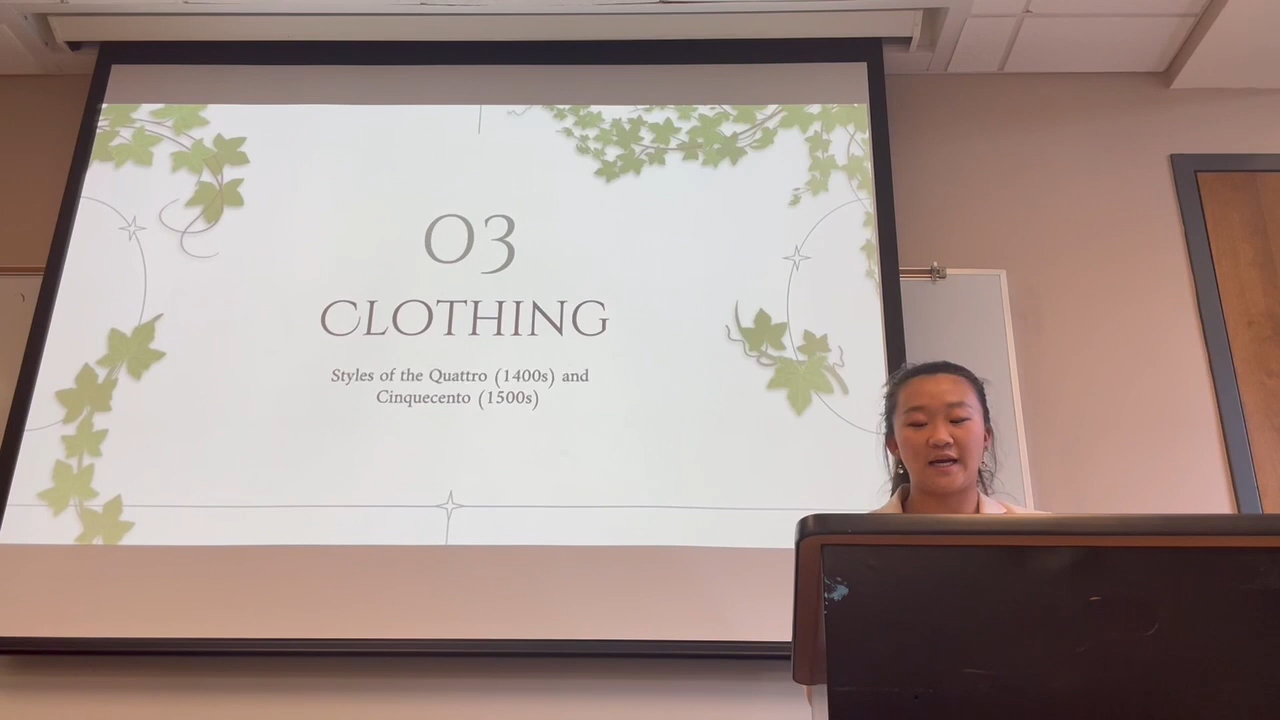 03
CLOTHING
Styles of the Quattro (1400s) and
Cinquecento (1500s)